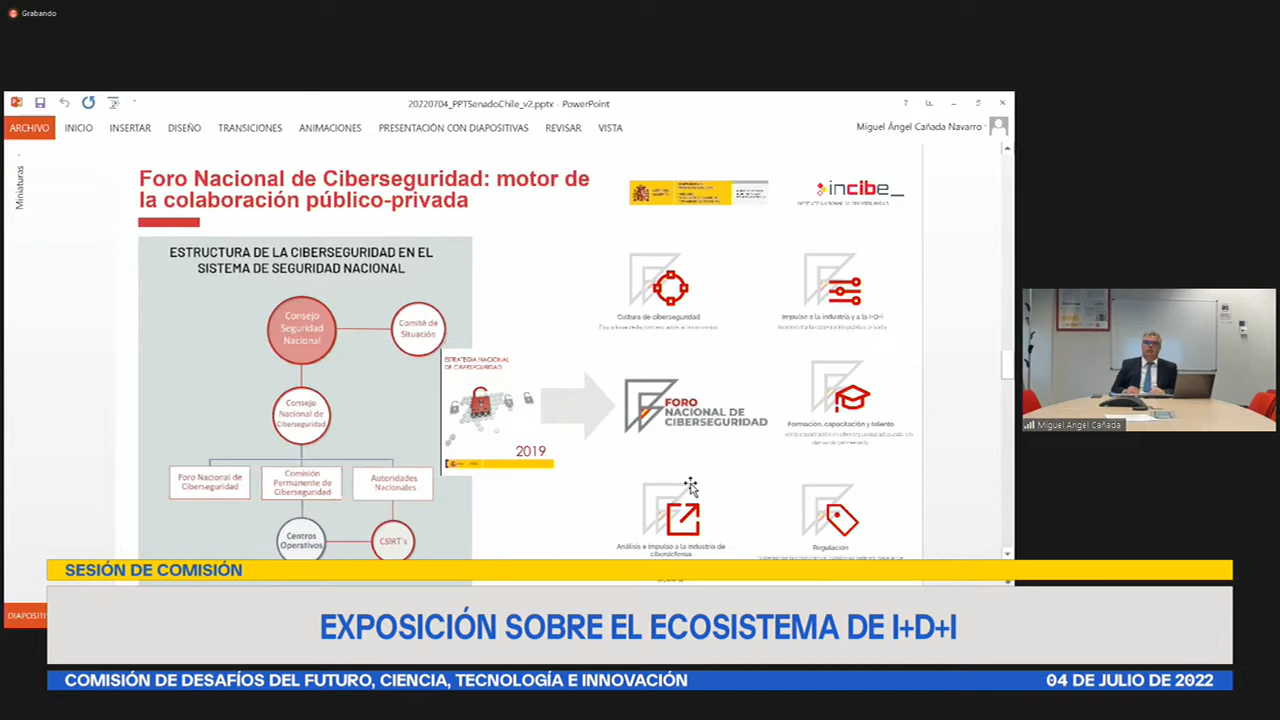 Grabando
20220704_PPTSenadoChile_v2.pptx - PowerPoint
ARCHIVO
INICIO
INSERTAR
DISEÑO
TRANSICIONES
ANIMACIONES
PRESENTACIÓN CON DIAPOSITIVAS
REVISAR
VISTA
Miguel Ángel Cañada Navarro
Miniaturas
Foro Nacional de Ciberseguridad: motor de
la colaboración público-privada
incibe_
ESTRUCTURA DE LA CIBERSEGURIDAD EN EL
SISTEMA DE SEGURIDAD NACIONAL
Consejo
Seguridad
Nacional
Comité de
Situación
Consejo
Nacional de
Ciberseguridad
Foro Nacional de
Ciberseguridad
Comisión
Permanente de
Ciberseguridad
Autoridades
Nacionales
Centros
Operativos
CSIRT's
ESTRATEGIA NACIONAL
DE CIBERSEGURIDAD
2019
Cultura de ciberseguridad
Impulso a la industria y a la I+D+i
FORO
NACIONAL DE
CIBERSEGURIDAD
Formación, capacitación y talento
Análisis e impulso a la industria de
ciberdefensa
Regulación
Miguel Angel Cañada
SESIÓN DE COMISIÓN
EXPOSICIÓN SOBRE EL ECOSISTEMA DE I+D+I
COMISIÓN DE DESAFÍOS DEL FUTURO, CIENCIA, TECNOLOGÍA E INNOVACIÓN
04 DE JULIO DE 2022